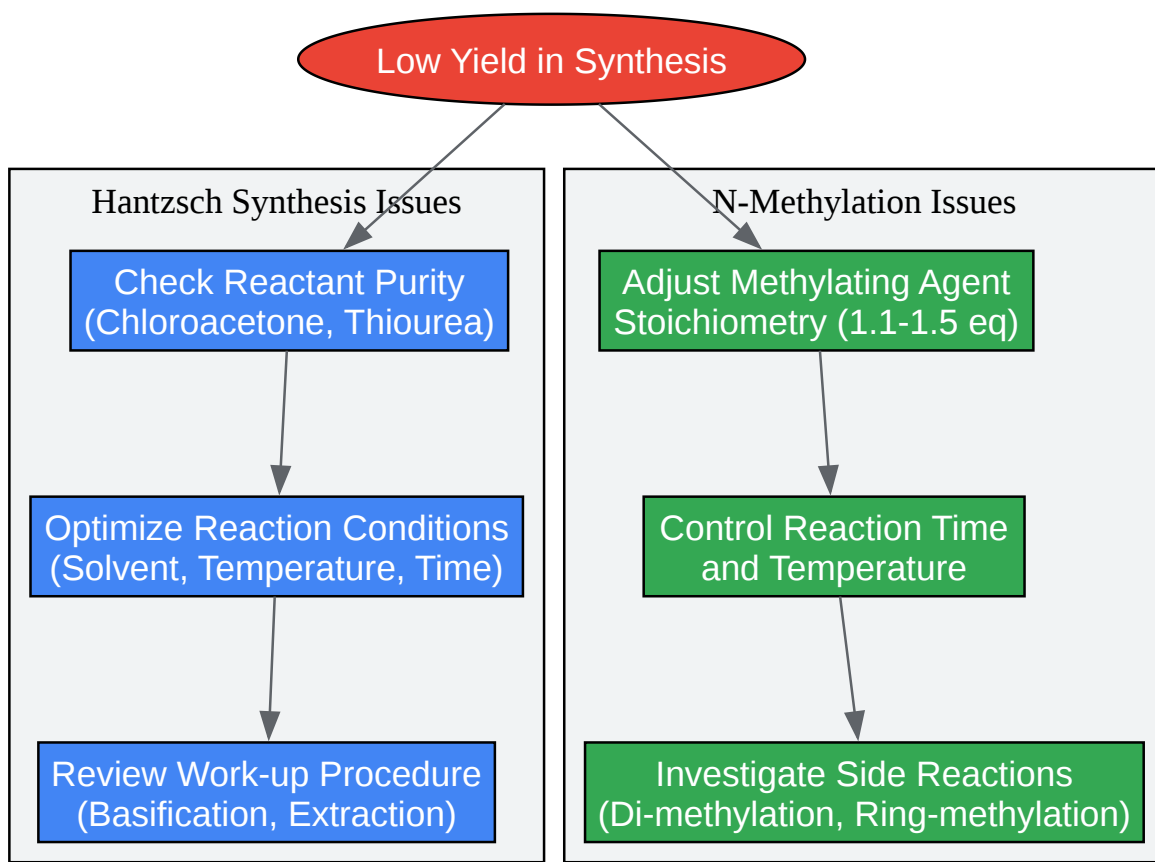 Low Yield in Synthesis
Hantzsch Synthesis Issues
Check Reactant Purity
(Chloroacetone, Thiourea)
Optimize Reaction Conditions
(Solvent, Temperature, Time)
Review Work-up Procedure
(Basification, Extraction)
N-Methylation Issues
Adjust Methylating Agent
Stoichiometry (1.1-1.5 eq)
Control Reaction Time
and Temperature
Investigate Side Reactions
(Di-methylation, Ring-methylation)